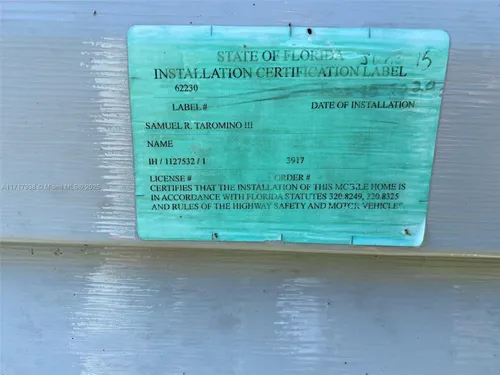 STATE OF FLORIDA
INSTALLATION CERTIFICATION LABEL
62230
LABEL # DATE OF INSTALLATION
SAMUEL R. TAROMINO III
NAME
IH / 1127532 / 1 3917
LICENSE # ORDER #
CERTIFIES THAT THE INSTALLATION OF THIS MOBILE HOME IS
IN ACCORDANCE WITH FLORIDA STATUTES 320.8249, 320.8325
AND RULES OF THE HIGHWAY SAFETY AND MOTOR VEHICLES